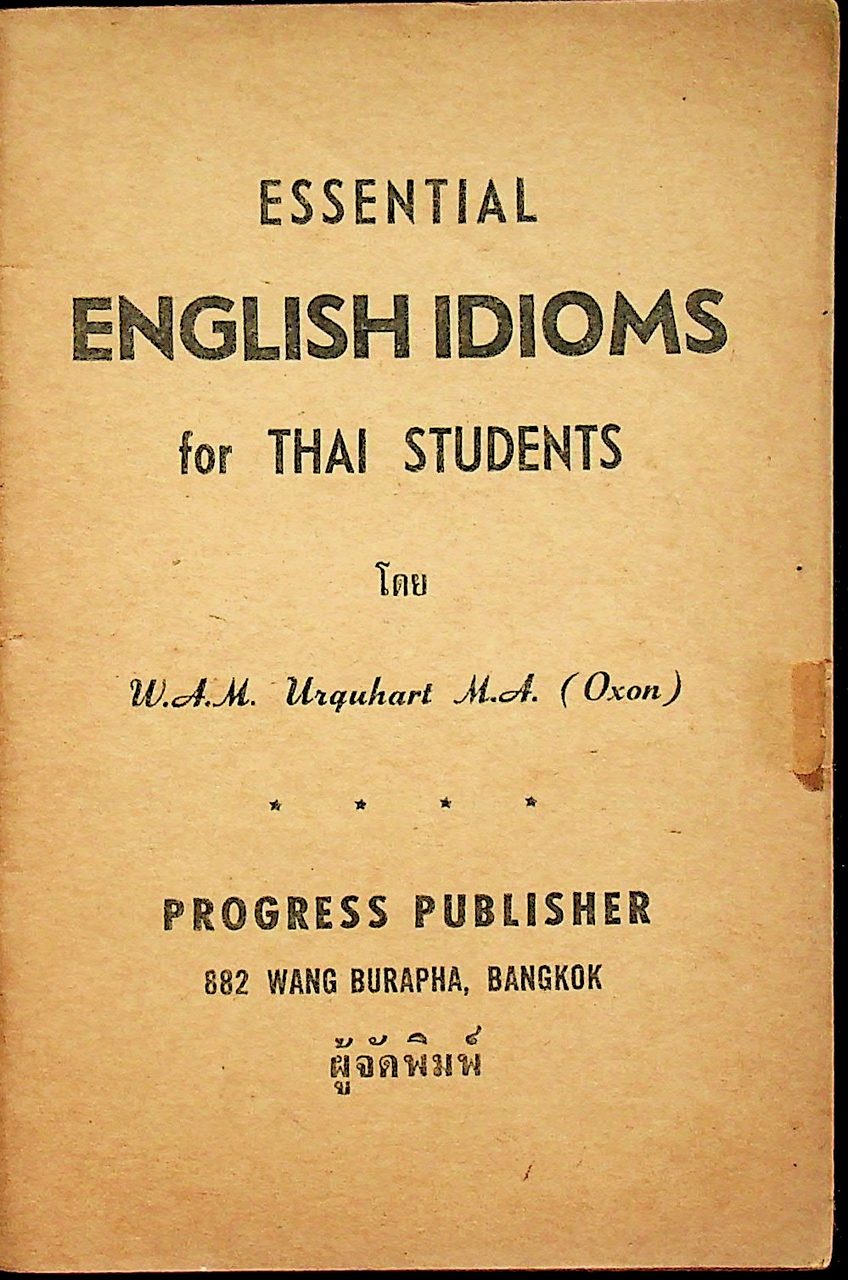 ESSENTIAL
ENGLISH IDIOMS
for THAI STUDENTS
โดย
W.A.M. Urquhart M.A. (Oxon)
* * * *
PROGRESS PUBLISHER
882 WANG BURAPHA, BANGKOK
ผู้จัดพิมพ์